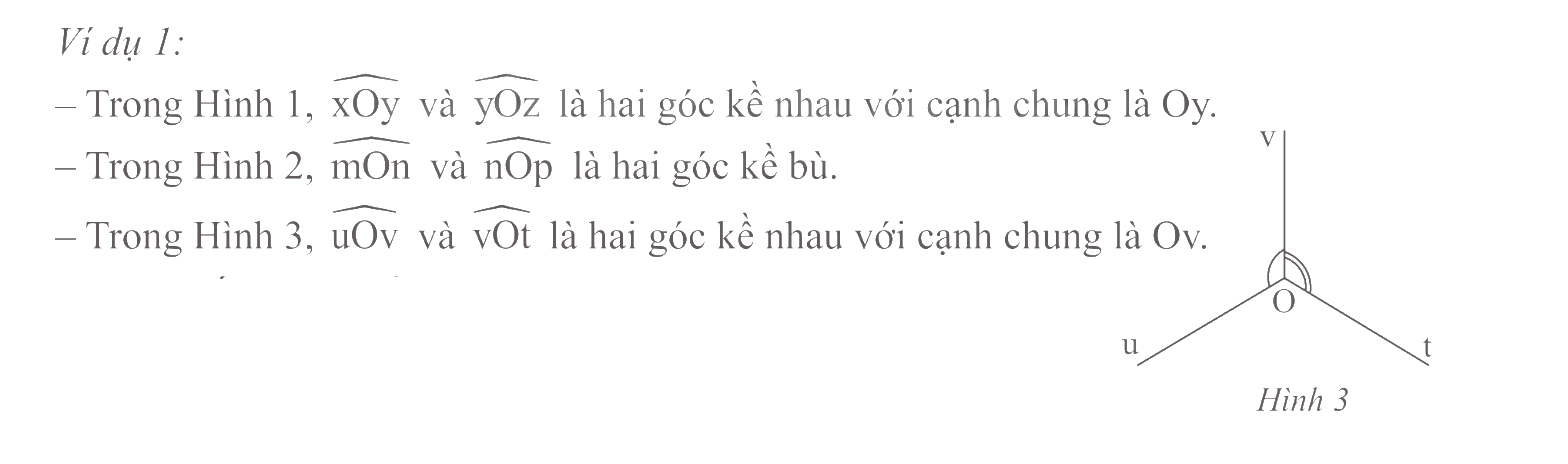 Ví dụ 1:
– Trong Hình 1, xOy và yOz là hai góc kề nhau với cạnh chung là Oy.
– Trong Hình 2, mOn và nOp là hai góc kề bù.
– Trong Hình 3, uOv và vOt là hai góc kề nhau với cạnh chung là Ov.
v
O
u
t
Hình 3